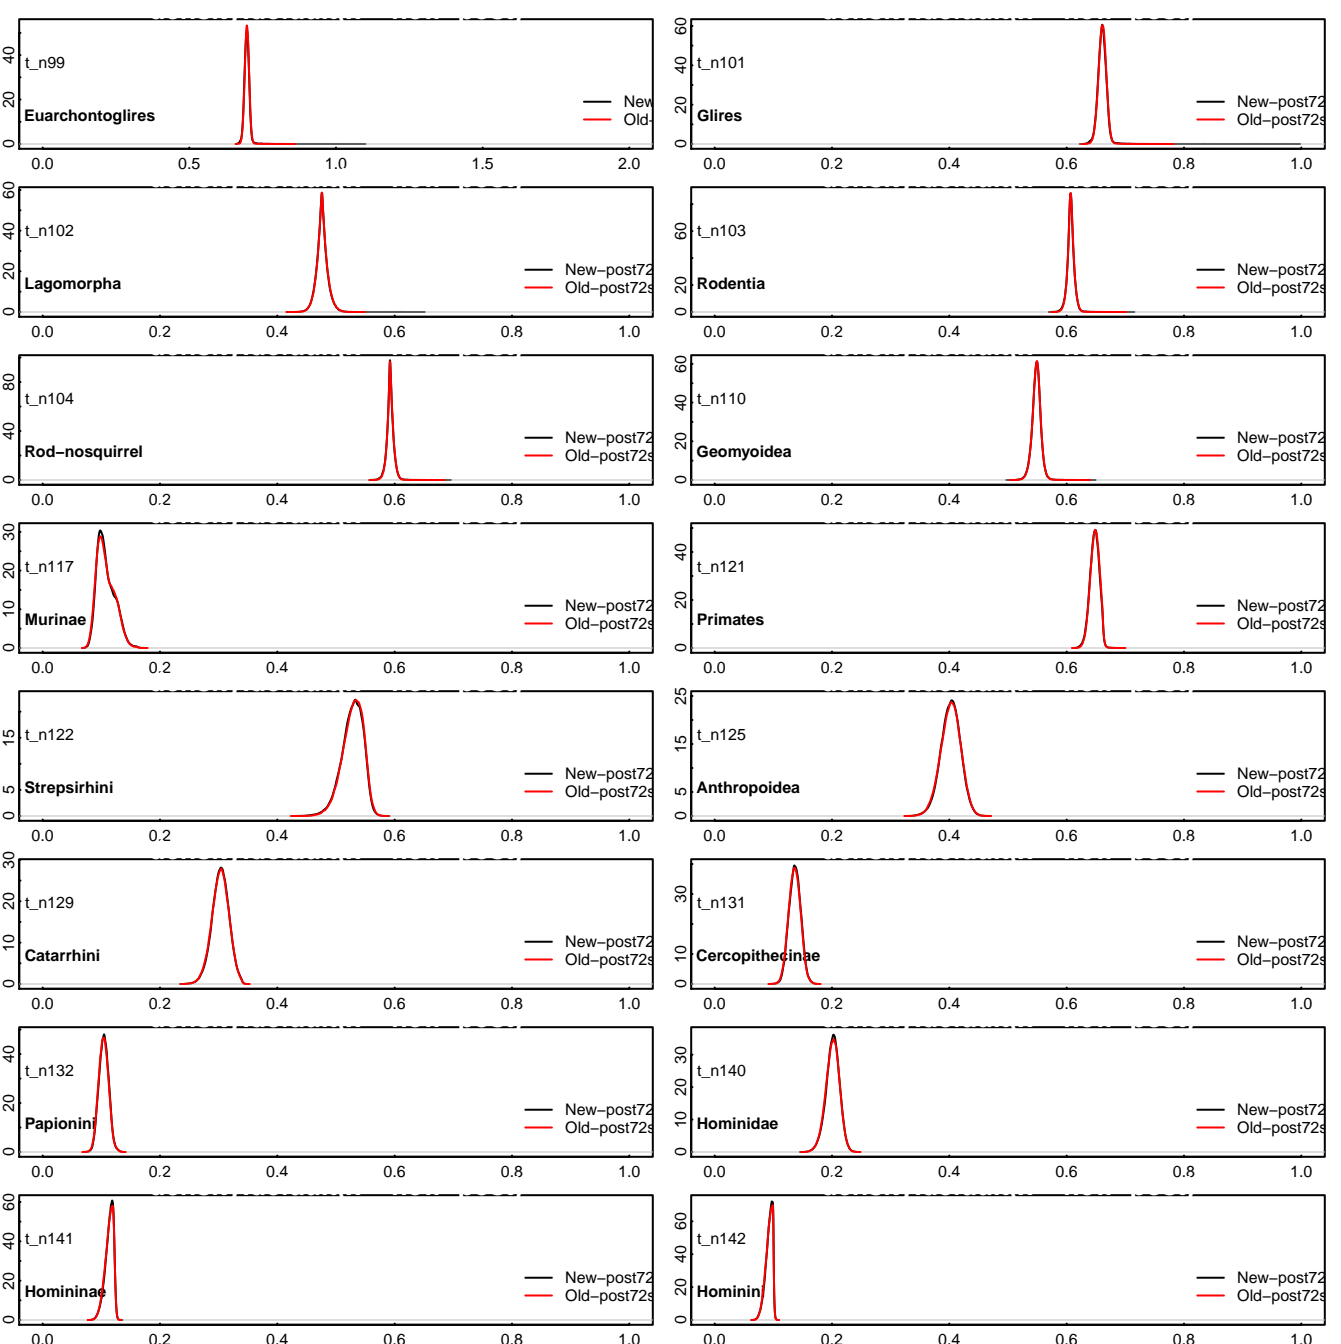 t_n99
Euarchontoglires
New
Old-
0 20 40
0.0 0.5 1.0 1.5 2.0
t_n101
Glires
New-post72
Old-post72s
0 20 40 60
0.0 0.2 0.4 0.6 0.8 1.0
t_n102
Lagomorpha
New-post72
Old-post72s
0 20 40 60
0.0 0.2 0.4 0.6 0.8 1.0
t_n103
Rodentia
New-post72
Old-post72s
0 20 60
0.0 0.2 0.4 0.6 0.8 1.0
t_n104
Rod-nosquirrel
New-post72
Old-post72s
0 40 80
0.0 0.2 0.4 0.6 0.8 1.0
t_n110
Geomyoidea
New-post72
Old-post72s
0 20 40 60
0.0 0.2 0.4 0.6 0.8 1.0
t_n117
Murinae
New-post72
Old-post72s
0 10 20 30
0.0 0.2 0.4 0.6 0.8 1.0
t_n121
Primates
New-post72
Old-post72s
0 20 40
0.0 0.2 0.4 0.6 0.8 1.0
t_n122
Strepsirhini
New-post72
Old-post72s
0 5 15
0.0 0.2 0.4 0.6 0.8 1.0
t_n125
Anthropoidea
New-post72
Old-post72s
0 5 15 25
0.0 0.2 0.4 0.6 0.8 1.0
t_n129
Catarrhini
New-post72
Old-post72s
0 10 20 30
0.0 0.2 0.4 0.6 0.8 1.0
t_n131
Cercopithecinae
New-post72
Old-post72s
0 10 30
0.0 0.2 0.4 0.6 0.8 1.0
t_n132
Papionini
New-post72
Old-post72s
0 20 40
0.0 0.2 0.4 0.6 0.8 1.0
t_n140
Hominidae
New-post72
Old-post72s
0 10 20 30
0.0 0.2 0.4 0.6 0.8 1.0
t_n141
Homininae
New-post72
Old-post72s
0 20 40 60
0.0 0.2 0.4 0.6 0.8 1.0
t_n142
Hominini
New-post72
Old-post72s
0 20 40 60
0.0 0.2 0.4 0.6 0.8 1.0